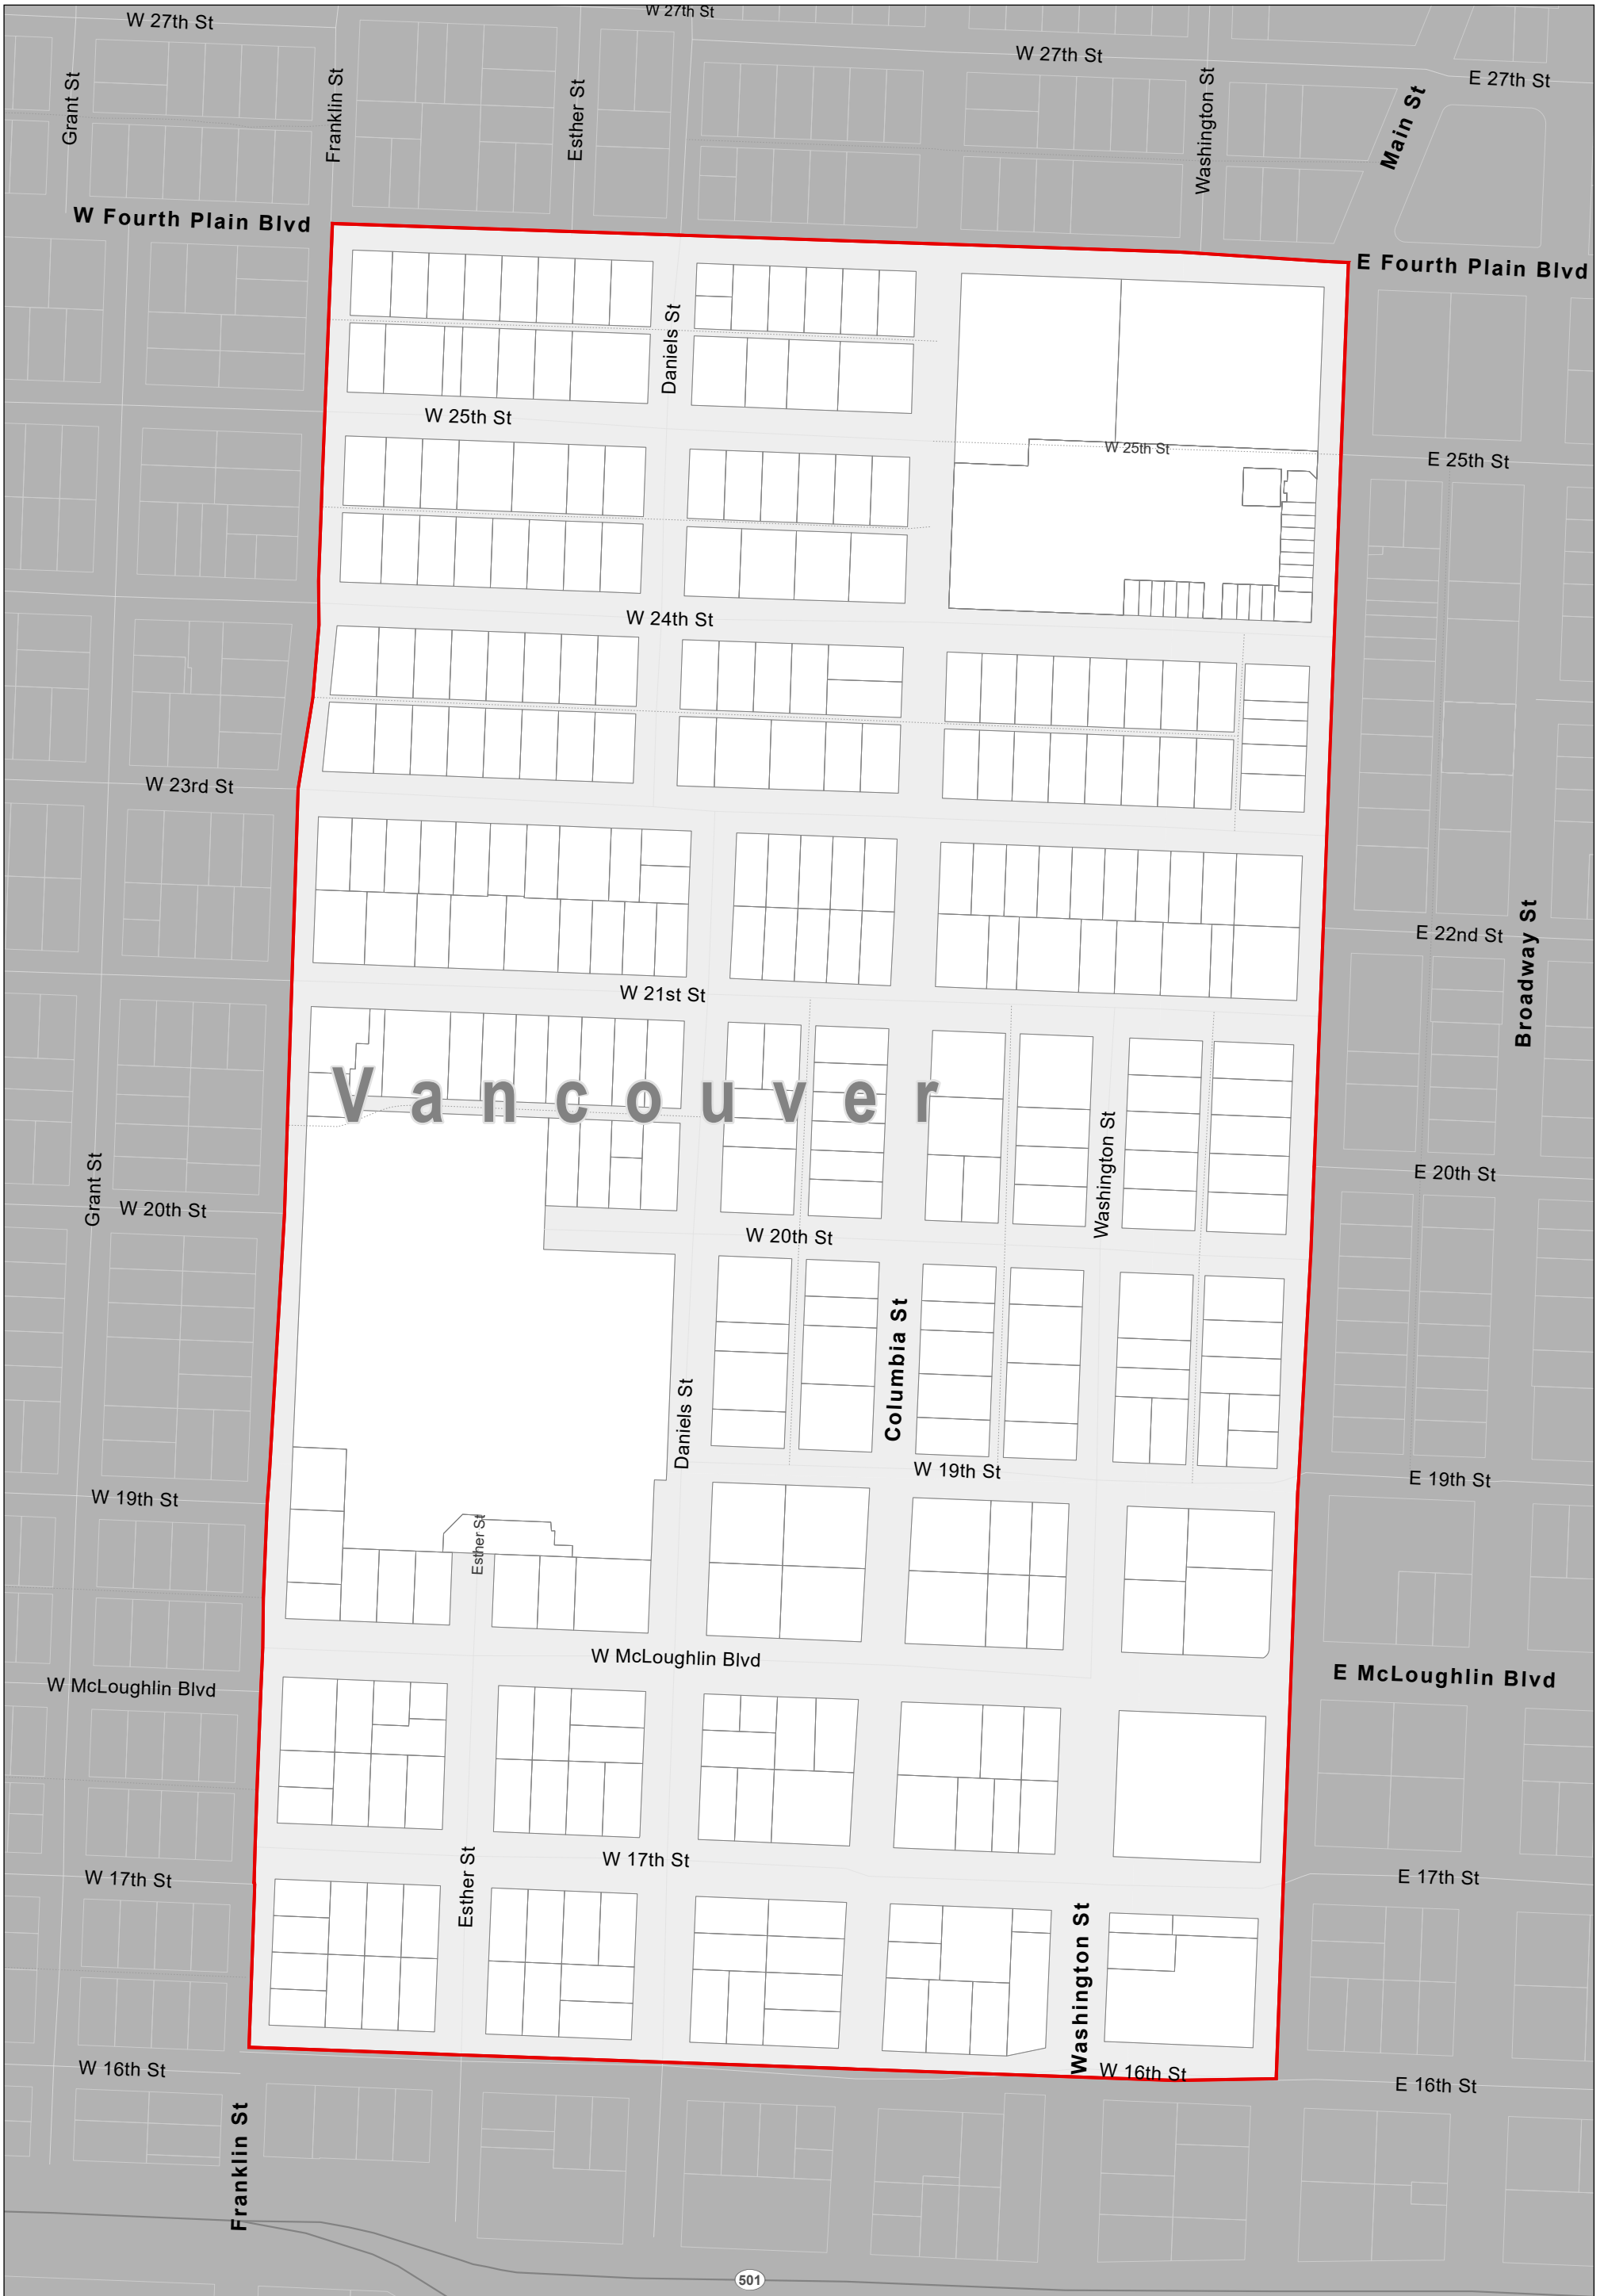 W 27th St
W 27th St
W 27th St
E 27th St
Grant St
Franklin St
Esther St
Washington St
Main St
W Fourth Plain Blvd
E Fourth Plain Blvd
Daniels St
W 25th St
W 25th St
E 25th St
W 24th St
W 23rd St
E 22nd St
Broadway St
W 21st St
Vancouver
Washington St
Grant St
E 20th St
W 20th St
W 20th St
Columbia St
Daniels St
W 19th St
E 19th St
W 19th St
Esther St
W McLoughlin Blvd
E McLoughlin Blvd
W McLoughlin Blvd
W 17th St
E 17th St
W 17th St
Esther St
Washington St
W 16th St
W 16th St
E 16th St
Franklin St
501